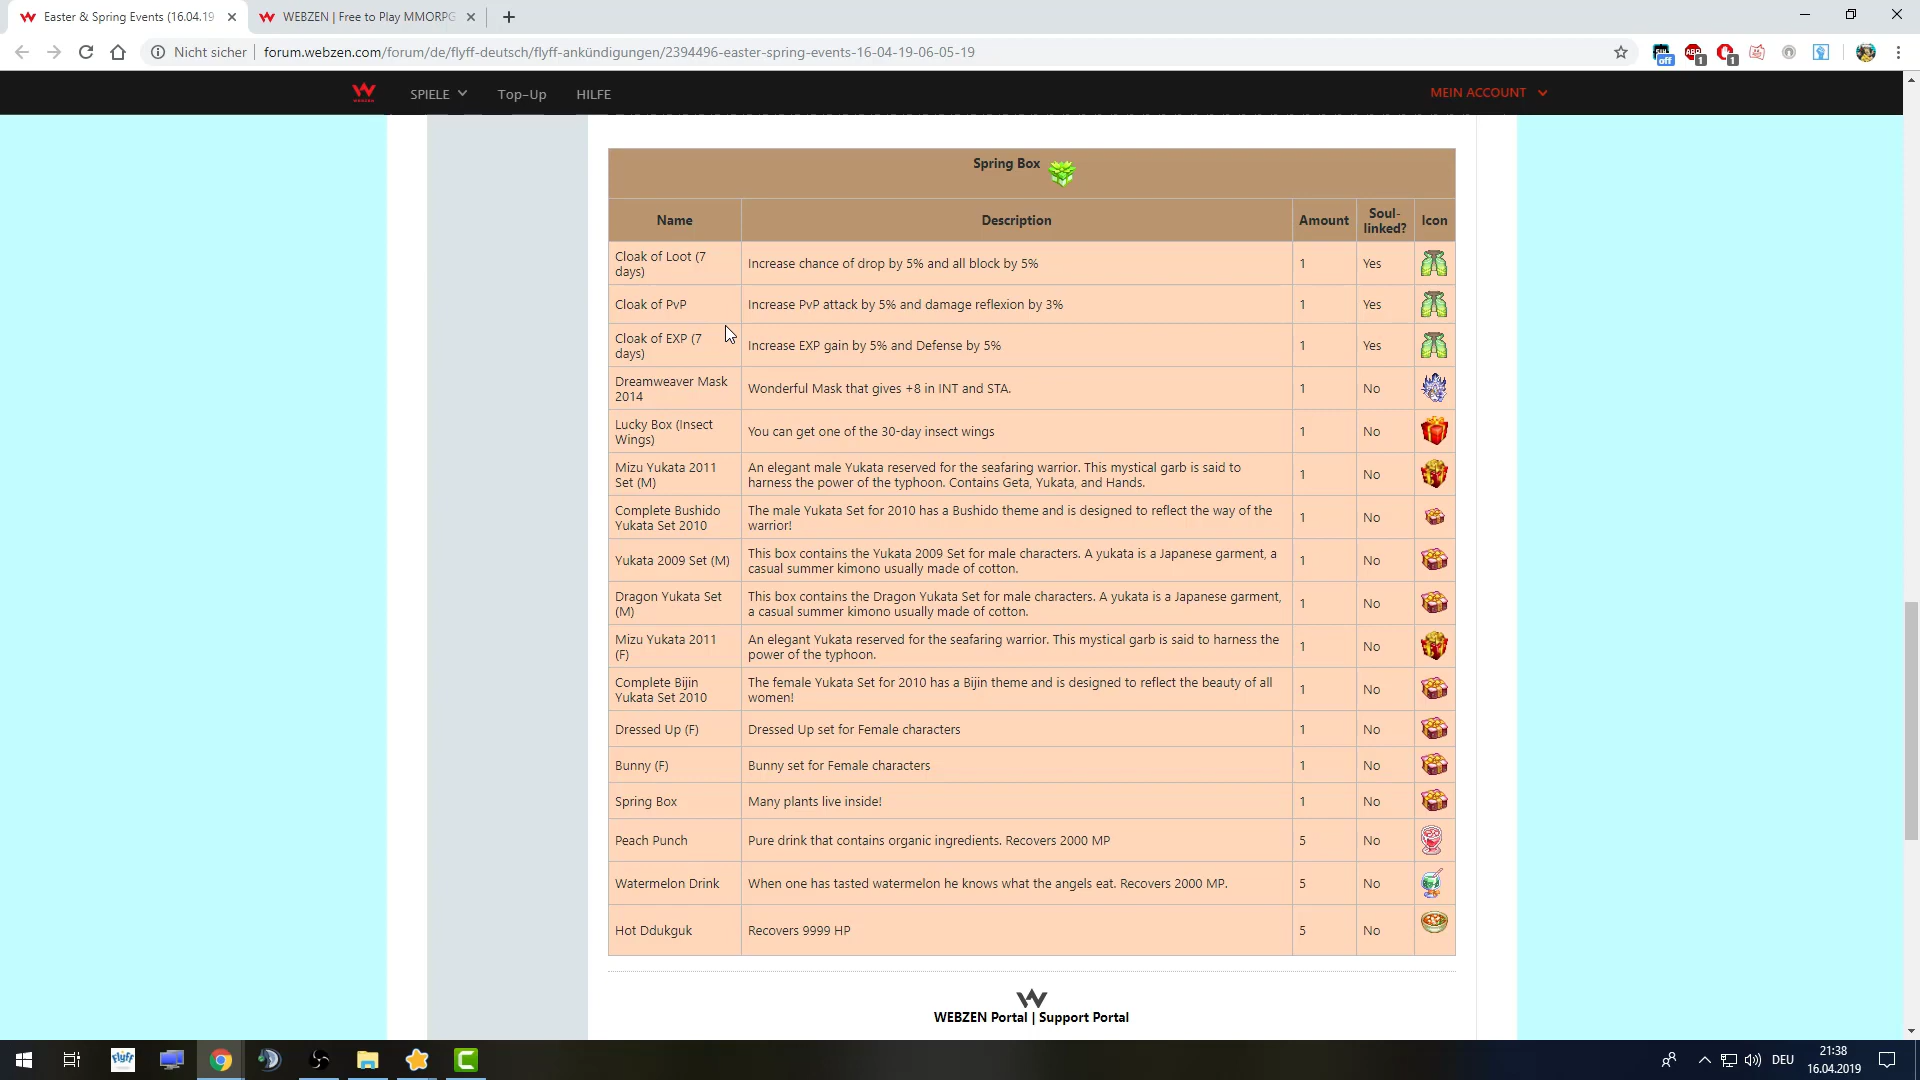 Easter & Spring Events (16.04.19
WEBZEN | Free to Play MMORPG
Nicht sicher
forum.webzen.com/forum/de/flyff-deutsch/flyff-ankündigungen/2394496-easter-spring-events-16-04-19-06-05-19
off
1
1
WEBZEN
SPIELE
Top-Up
HILFE
MEIN ACCOUNT
Spring Box
Name
Description
Amount
Soul-
linked?
Icon
Cloak of Loot (7
days)
Increase chance of drop by 5% and all block by 5%
1
Yes
Cloak of PvP
Increase PvP attack by 5% and damage reflexion by 3%
1
Yes
Cloak of EXP (7
days)
Increase EXP gain by 5% and Defense by 5%
1
Yes
Dreamweaver Mask
2014
Wonderful Mask that gives +8 in INT and STA.
1
No
Lucky Box (Insect
Wings)
You can get one of the 30-day insect wings
1
No
Mizu Yukata 2011
Set (M)
An elegant male Yukata reserved for the seafaring warrior. This mystical garb is said to
harness the power of the typhoon. Contains Geta, Yukata, and Hands.
1
No
Complete Bushido
Yukata Set 2010
The male Yukata Set for 2010 has a Bushido theme and is designed to reflect the way of the
warrior!
1
No
Yukata 2009 Set (M)
This box contains the Yukata 2009 Set for male characters. A yukata is a Japanese garment, a
casual summer kimono usually made of cotton.
1
No
Dragon Yukata Set
(M)
This box contains the Dragon Yukata Set for male characters. A yukata is a Japanese garment,
a casual summer kimono usually made of cotton.
1
No
Mizu Yukata 2011
(F)
An elegant Yukata reserved for the seafaring warrior. This mystical garb is said to harness the
power of the typhoon.
1
No
Complete Bijin
Yukata Set 2010
The female Yukata Set for 2010 has a Bijin theme and is designed to reflect the beauty of all
women!
1
No
Dressed Up (F)
Dressed Up set for Female characters
1
No
Bunny (F)
Bunny set for Female characters
1
No
Spring Box
Many plants live inside!
1
No
Peach Punch
Pure drink that contains organic ingredients. Recovers 2000 MP
5
No
Watermelon Drink
When one has tasted watermelon he knows what the angels eat. Recovers 2000 MP.
5
No
Hot Ddukguk
Recovers 9999 HP
5
No
WEBZEN Portal | Support Portal
Flyff
DEU
21:38
16.04.2019